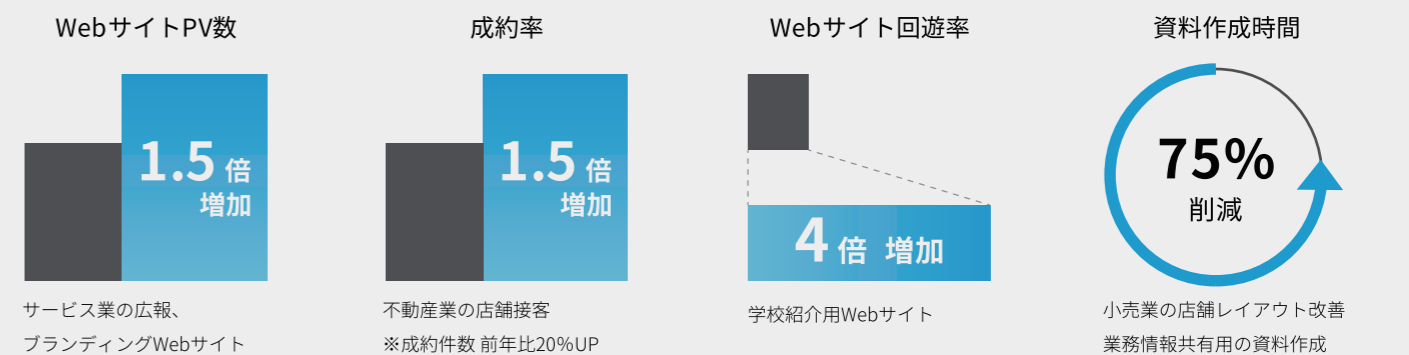 WebサイトPV数
1.5 倍
増加
サービス業の広報、
ブランディングWebサイト
成約率
1.5 倍
増加
不動産業の店舗接客
※成約件数 前年比20%UP
Webサイト回遊率
4 倍 増加
学校紹介用Webサイト
資料作成時間
75%
削減
小売業の店舗レイアウト改善
業務情報共有用の資料作成